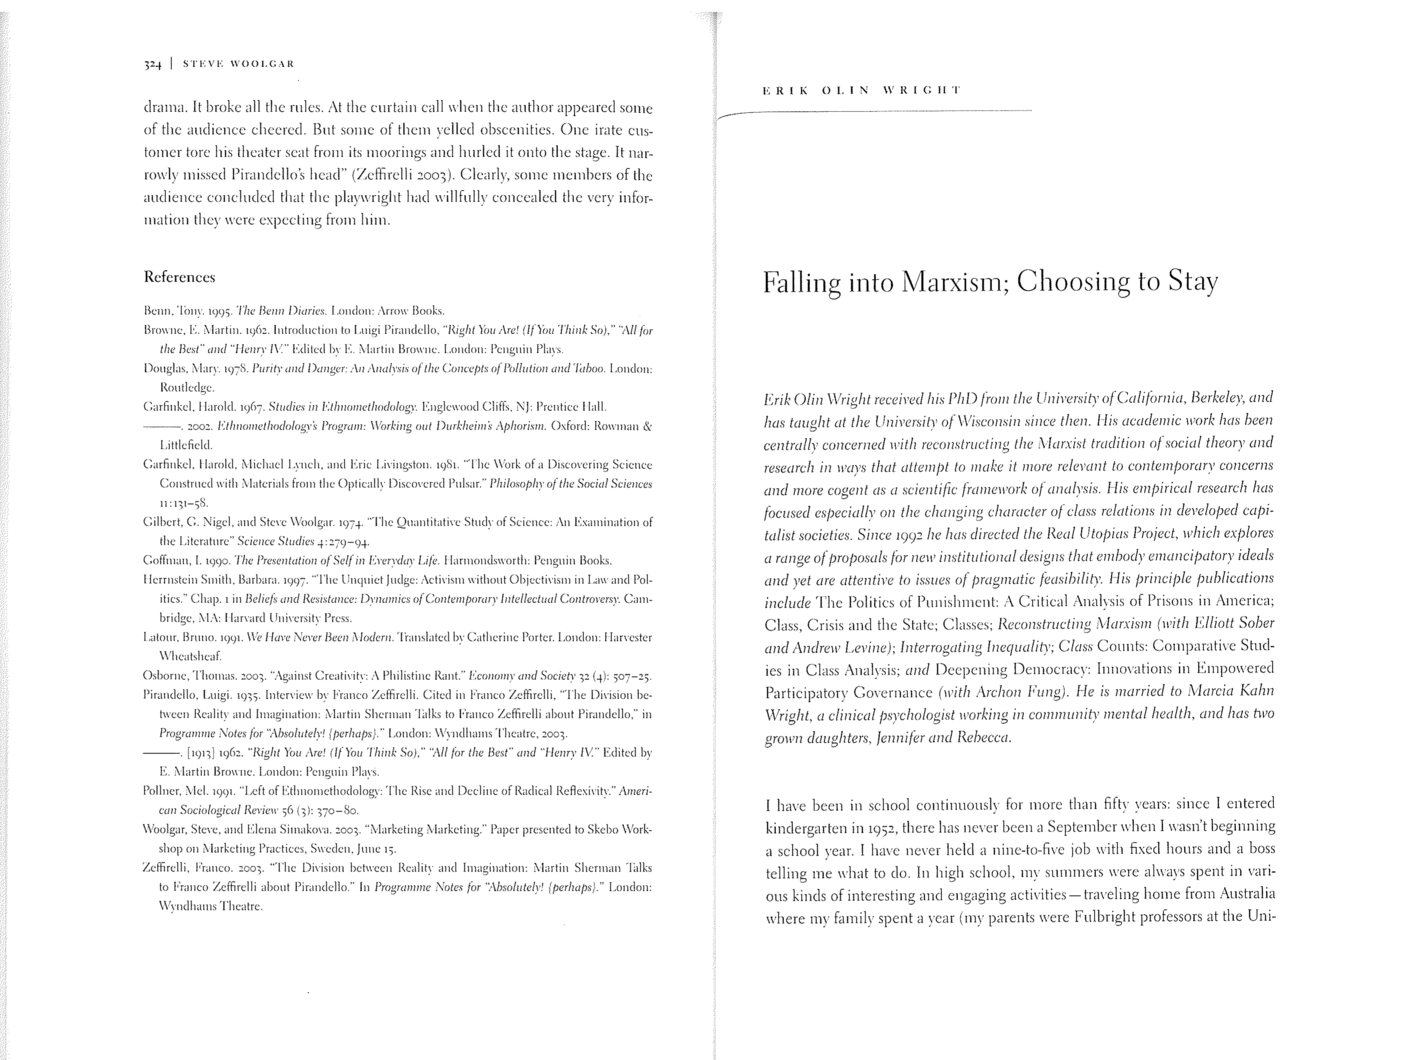 324 | STEVE WOOLGAR
drama. It broke all the rules. At the curtain call when the author appeared some
of the audience cheered. But some of them yelled obscenities. One irate cus-
tomer tore his theater seat from its moorings and hurled it onto the stage. It nar-
rowly missed Pirandello's head” (Zeffirelli 2003). Clearly, some members of the
audience concluded that the playwright had willfully concealed the very infor-
mation they were expecting from him.
References
Benn, Tony. 1995. The Benn Diaries. London: Arrow Books.
Browne, E. Martin. 1962. Introduction to Luigi Pirandello, “Right You Are! (If You Think So),” “All for
the Best” and “Henry IV.” Edited by E. Martin Browne. London: Penguin Plays.
Douglas, Mary. 1978. Purity and Danger: An Analysis of the Concepts of Pollution and Taboo. London:
Routledge.
Garfinkel, Harold. 1967. Studies in Ethnomethodology. Englewood Cliffs, NJ: Prentice Hall.
———. 2002. Ethnomethodology's Program: Working out Durkheim's Aphorism. Oxford: Rowman &
Littlefield.
Garfinkel, Harold, Michael Lynch, and Eric Livingston. 1981. “The Work of a Discovering Science
Construed with Materials from the Optically Discovered Pulsar.” Philosophy of the Social Sciences
11:131–58.
Gilbert, G. Nigel, and Steve Woolgar. 1974. “The Quantitative Study of Science: An Examination of
the Literature” Science Studies 4:279–94.
Goffman, I. 1990. The Presentation of Self in Everyday Life. Harmondsworth: Penguin Books.
Herrnstein Smith, Barbara. 1997. “The Unquiet Judge: Activism without Objectivism in Law and Pol-
itics.” Chap. 1 in Beliefs and Resistance: Dynamics of Contemporary Intellectual Controversy. Cam-
bridge, MA: Harvard University Press.
Latour, Bruno. 1991. We Have Never Been Modern. Translated by Catherine Porter. London: Harvester
Wheatsheaf.
Osborne, Thomas. 2003. “Against Creativity: A Philistine Rant.” Economy and Society 32 (4): 507–25.
Pirandello, Luigi. 1935. Interview by Franco Zeffirelli. Cited in Franco Zeffirelli, “The Division be-
tween Reality and Imagination: Martin Sherman Talks to Franco Zeffirelli about Pirandello,” in
Programme Notes for “Absolutely! {perhaps}.” London: Wyndhams Theatre, 2003.
———. [1913] 1962. “Right You Are! (If You Think So),” “All for the Best” and “Henry IV.” Edited by
E. Martin Browne. London: Penguin Plays.
Pollner, Mel. 1991. “Left of Ethnomethodology: The Rise and Decline of Radical Reflexivity.” Ameri-
can Sociological Review 56 (3): 370–80.
Woolgar, Steve, and Elena Simakova. 2003. “Marketing Marketing.” Paper presented to Skebo Work-
shop on Marketing Practices, Sweden, June 15.
Zeffirelli, Franco. 2003. “The Division between Reality and Imagination: Martin Sherman Talks
to Franco Zeffirelli about Pirandello.” In Programme Notes for “Absolutely! {perhaps}.” London:
Wyndhams Theatre.
ERIK OLIN WRIGHT
Falling into Marxism; Choosing to Stay
Erik Olin Wright received his PhD from the University of California, Berkeley, and
has taught at the University of Wisconsin since then. His academic work has been
centrally concerned with reconstructing the Marxist tradition of social theory and
research in ways that attempt to make it more relevant to contemporary concerns
and more cogent as a scientific framework of analysis. His empirical research has
focused especially on the changing character of class relations in developed capi-
talist societies. Since 1992 he has directed the Real Utopias Project, which explores
a range of proposals for new institutional designs that embody emancipatory ideals
and yet are attentive to issues of pragmatic feasibility. His principle publications
include The Politics of Punishment: A Critical Analysis of Prisons in America;
Class, Crisis and the State; Classes; Reconstructing Marxism (with Elliott Sober
and Andrew Levine); Interrogating Inequality; Class Counts: Comparative Stud-
ies in Class Analysis; and Deepening Democracy: Innovations in Empowered
Participatory Governance (with Archon Fung). He is married to Marcia Kahn
Wright, a clinical psychologist working in community mental health, and has two
grown daughters, Jennifer and Rebecca.
I have been in school continuously for more than fifty years: since I entered
kindergarten in 1952, there has never been a September when I wasn't beginning
a school year. I have never held a nine-to-five job with fixed hours and a boss
telling me what to do. In high school, my summers were always spent in vari-
ous kinds of interesting and engaging activities—traveling home from Australia
where my family spent a year (my parents were Fulbright professors at the Uni-